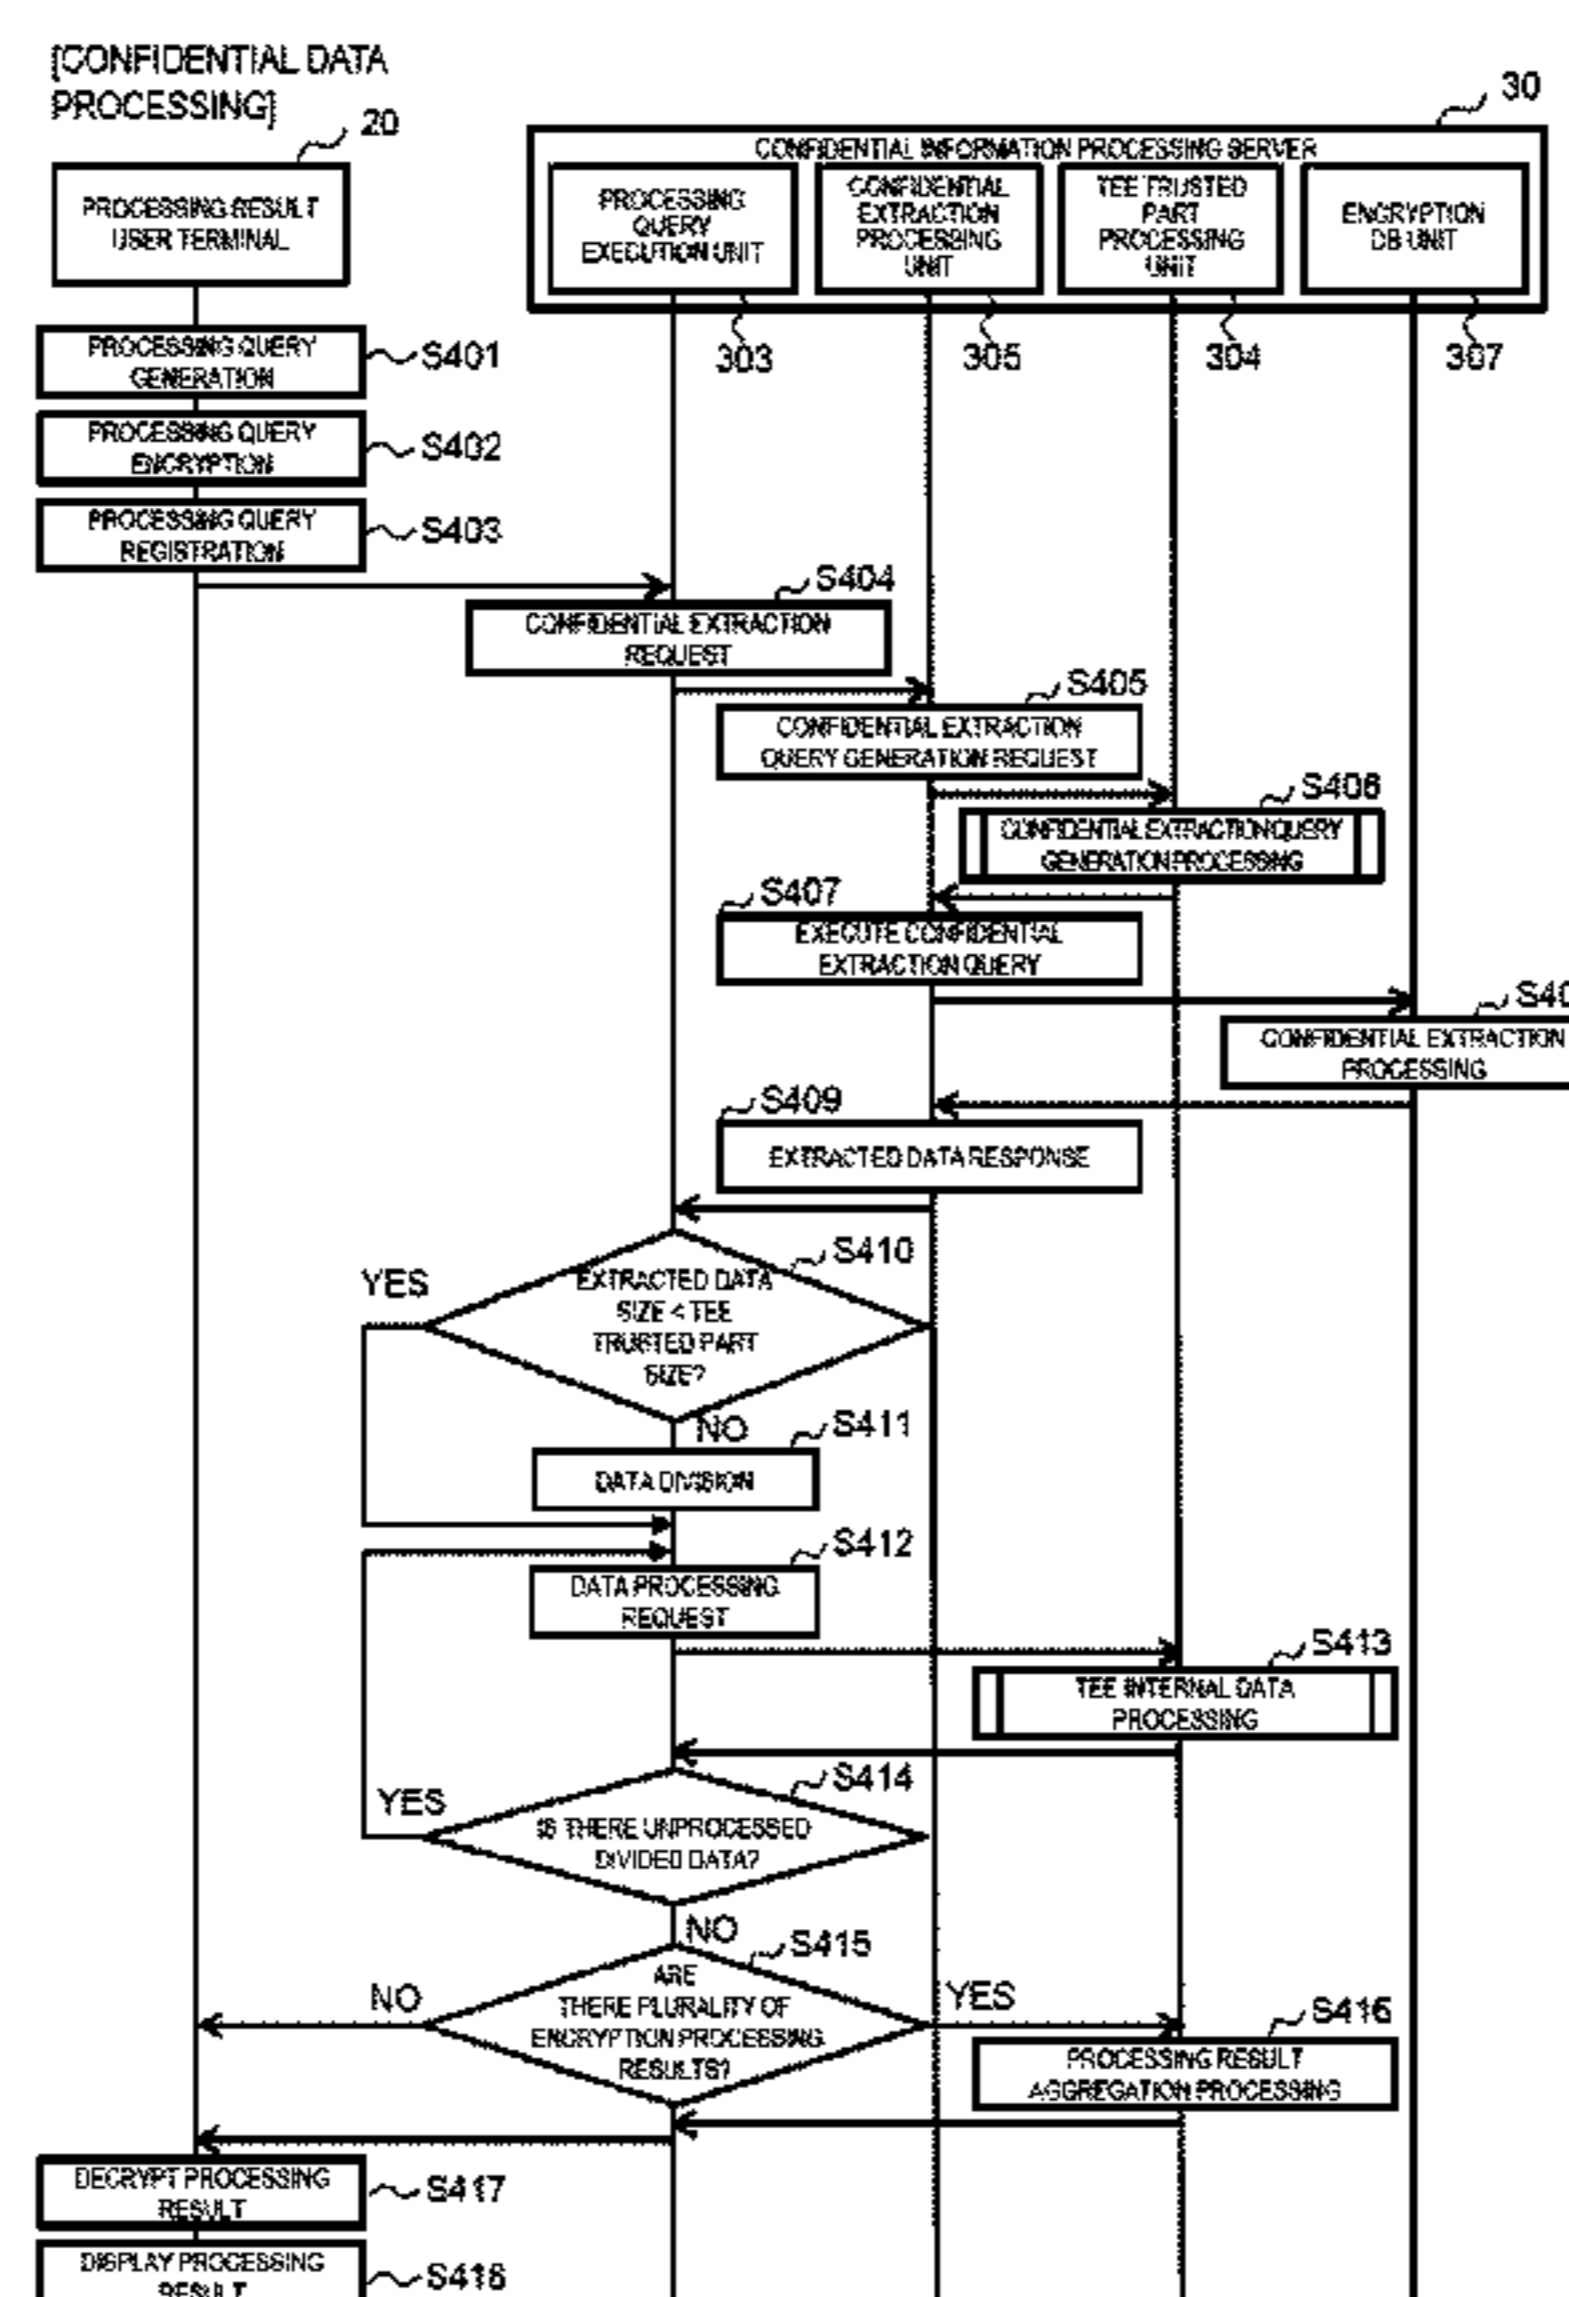 [CONFIDENTIAL DATA
PROCESSING]
20
30
CONFIDENTIAL INFORMATION PROCESSING SERVER
PROCESSING RESULT
USER TERMINAL
PROCESSING
QUERY
EXECUTION UNIT
CONFIDENTIAL
EXTRACTION
PROCESSING
UNIT
TEE TRUSTED
PART
PROCESSING
UNIT
ENCRYPTION
DB UNIT
303
305
304
307
PROCESSING QUERY
GENERATION
S401
PROCESSING QUERY
ENCRYPTION
S402
PROCESSING QUERY
REGISTRATION
S403
S404
CONFIDENTIAL EXTRACTION
REQUEST
S405
CONFIDENTIAL EXTRACTION
QUERY GENERATION REQUEST
S406
CONFIDENTIAL EXTRACTION QUERY
GENERATION PROCESSING
S407
EXECUTE CONFIDENTIAL
EXTRACTION QUERY
S40
CONFIDENTIAL EXTRACTION
PROCESSING
S409
EXTRACTED DATA RESPONSE
S410
YES
EXTRACTED DATA
SIZE < TEE
TRUSTED PART
SIZE?
NO
S411
DATA DIVISION
S412
DATA PROCESSING
REQUEST
S413
TEE INTERNAL DATA
PROCESSING
S414
YES
IS THERE UNPROCESSED
DIVIDED DATA?
NO
S415
NO
ARE
THERE PLURALITY OF
ENCRYPTION PROCESSING
RESULTS?
YES
S416
PROCESSING RESULT
AGGREGATION PROCESSING
DECRYPT PROCESSING
RESULT
S417
DISPLAY PROCESSING
RESULT
S418